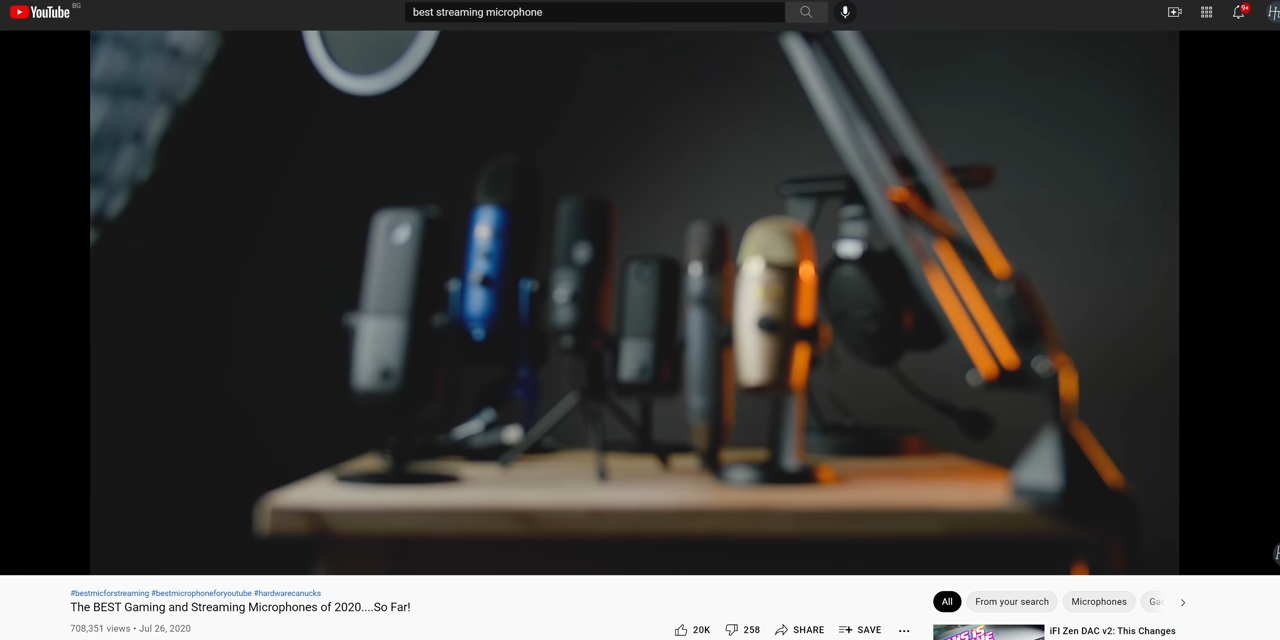 YouTube BG
best streaming microphone
9+
#bestmicforstreaming #bestmicrophoneforyoutube #hardwarecanucks
The BEST Gaming and Streaming Microphones of 2020....So Far!
708,351 views • Jul 26, 2020
20K 258 SHARE SAVE
All From your search Microphones
iFI Zen DAC v2: This Changes